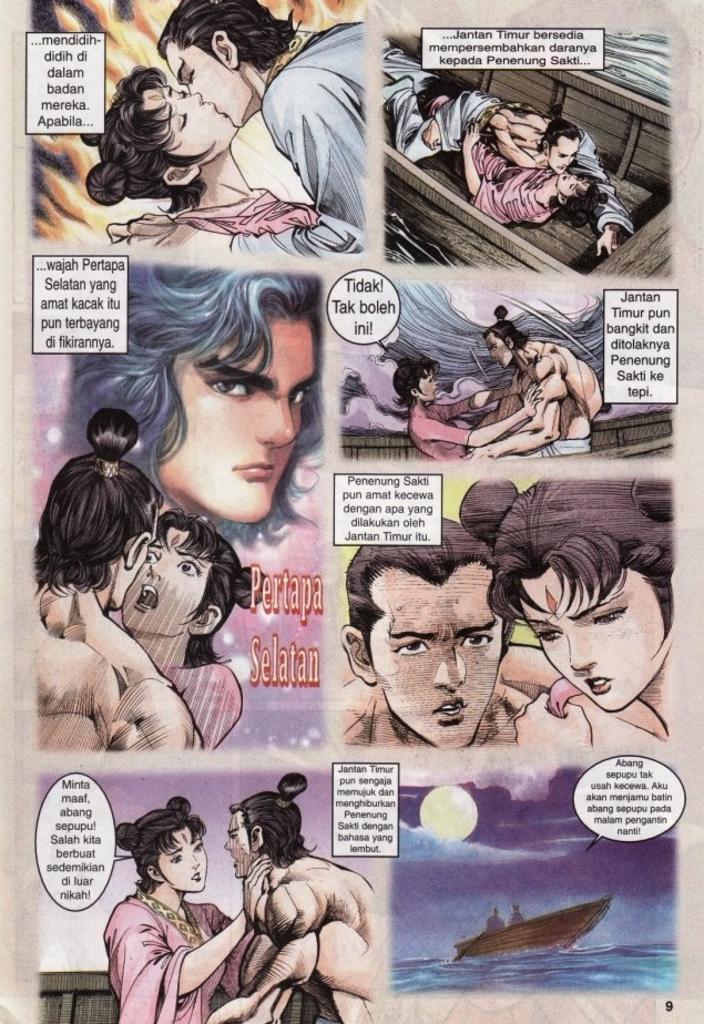 ...mendidih-
didih di
dalam
badan
mereka.
Apabila...
...Jantan Timur bersedia
mempersembahkan daranya
kepada Penenung Sakti...
...wajah Pertapa
Selatan yang
amat kacak itu
pun terbayang
di fikirannya.
Pertapa
Selatan
Tidak!
Tak boleh
ini!
Jantan
Timur pun
bangkit dan
ditolaknya
Penenung
Sakti ke
tepi.
Penenung Sakti
pun amat kecewa
dengan apa yang
dilakukan oleh
Jantan Timur itu.
Minta
maaf,
abang
sepupu!
Salah kita
berbuat
sedemikian
di luar
nikah!
Jantan Timur pun
sengaja
memujuk dan
menghiburkan
Penenung
Sakti dengan
bahasa yang
lembut.
Abang
sepupu tak
usah kecewa. Aku
akan menjamu batin
abang sepupu pada
malam pengantin
nanti!
9